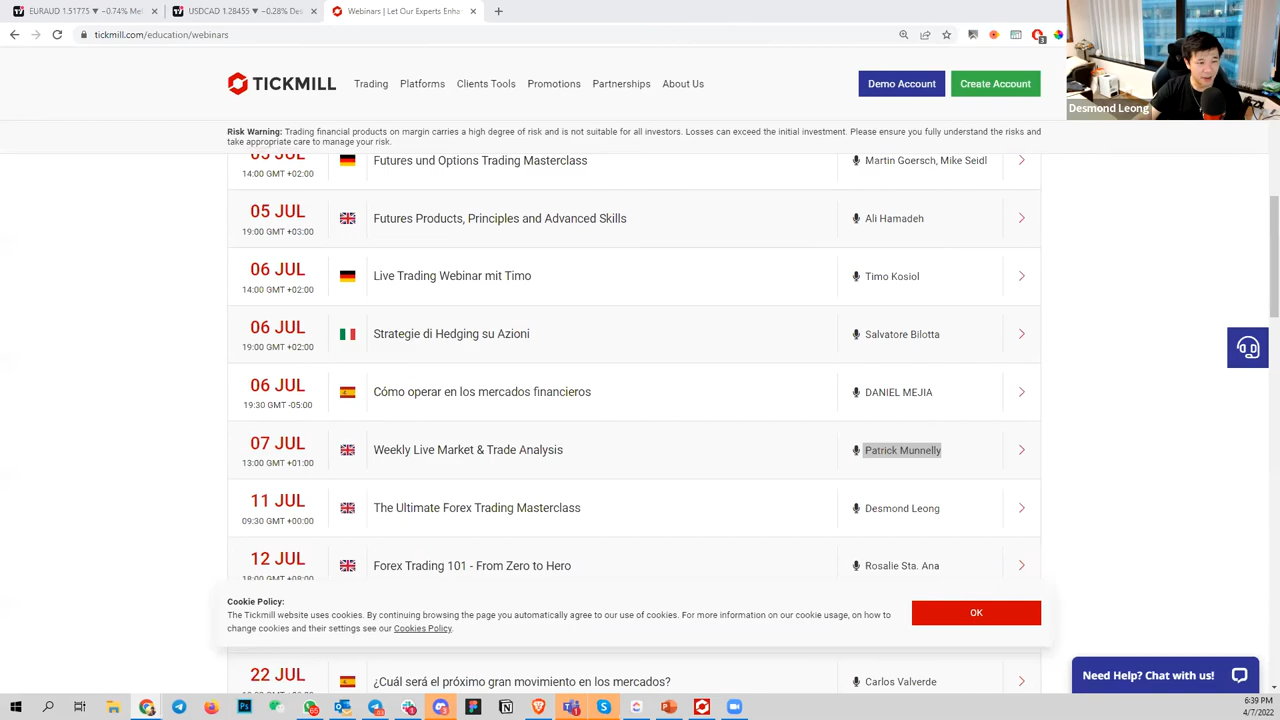 EURAUD 1.51775 ▼ −0.74%
USDCAD 1.28455 ▼ −0.28%
Webinars | Let Our Experts Enha
tickmill.com/education/webinars
3
Desmond Leong
TICKMILL
Trading
Platforms
Clients Tools
Promotions
Partnerships
About Us
Demo Account
Create Account
Risk Warning: Trading financial products on margin carries a high degree of risk and is not suitable for all investors. Losses can exceed the initial investment. Please ensure you fully understand the risks and
take appropriate care to manage your risk.
05 JUL
14:00 GMT +02:00
Futures und Options Trading Masterclass
Martin Goersch, Mike Seidl
05 JUL
19:00 GMT +03:00
Futures Products, Principles and Advanced Skills
Ali Hamadeh
06 JUL
14:00 GMT +02:00
Live Trading Webinar mit Timo
Timo Kosiol
06 JUL
19:00 GMT +02:00
Strategie di Hedging su Azioni
Salvatore Bilotta
06 JUL
19:30 GMT -05:00
Cómo operar en los mercados financieros
DANIEL MEJIA
07 JUL
13:00 GMT +01:00
Weekly Live Market & Trade Analysis
Patrick Munnelly
11 JUL
09:30 GMT +00:00
The Ultimate Forex Trading Masterclass
Desmond Leong
12 JUL
18:00 GMT +08:00
Forex Trading 101 - From Zero to Hero
Rosalie Sta. Ana
Cookie Policy:
The Tickmill website uses cookies. By continuing browsing the page you automatically agree to our use of cookies. For more information on our cookie usage, on how to
change cookies and their settings see our Cookies Policy.
OK
22 JUL
¿Cuál será el próximo gran movimiento en los mercados?
Carlos Valverde
Need Help? Chat with us!
6:39 PM
4/7/2022